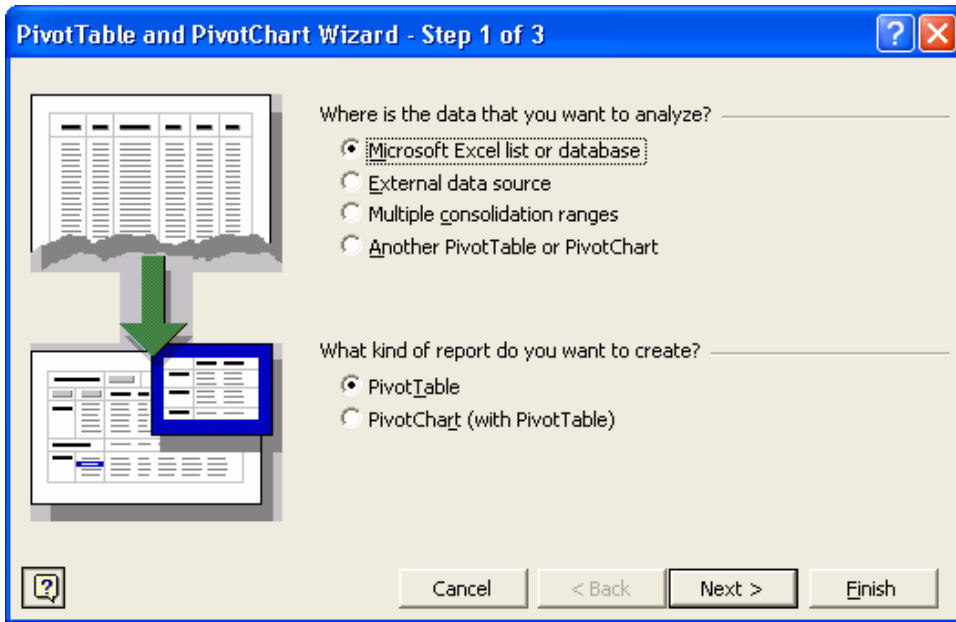 PivotTable and PivotChart Wizard - Step 1 of 3
Where is the data that you want to analyze?
Microsoft Excel list or database
External data source
Multiple consolidation ranges
Another PivotTable or PivotChart
What kind of report do you want to create?
PivotTable
PivotChart (with PivotTable)
Cancel
< Back
Next >
Finish